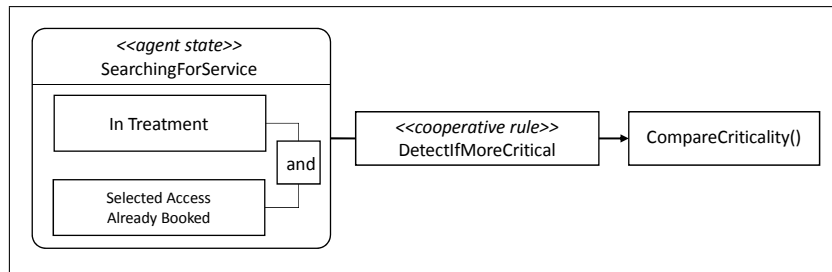 <<agent state>>
SearchingForService
In Treatment
and
Selected Access
Already Booked
<<cooperative rule>>
DetectIfMoreCritical
CompareCriticality()